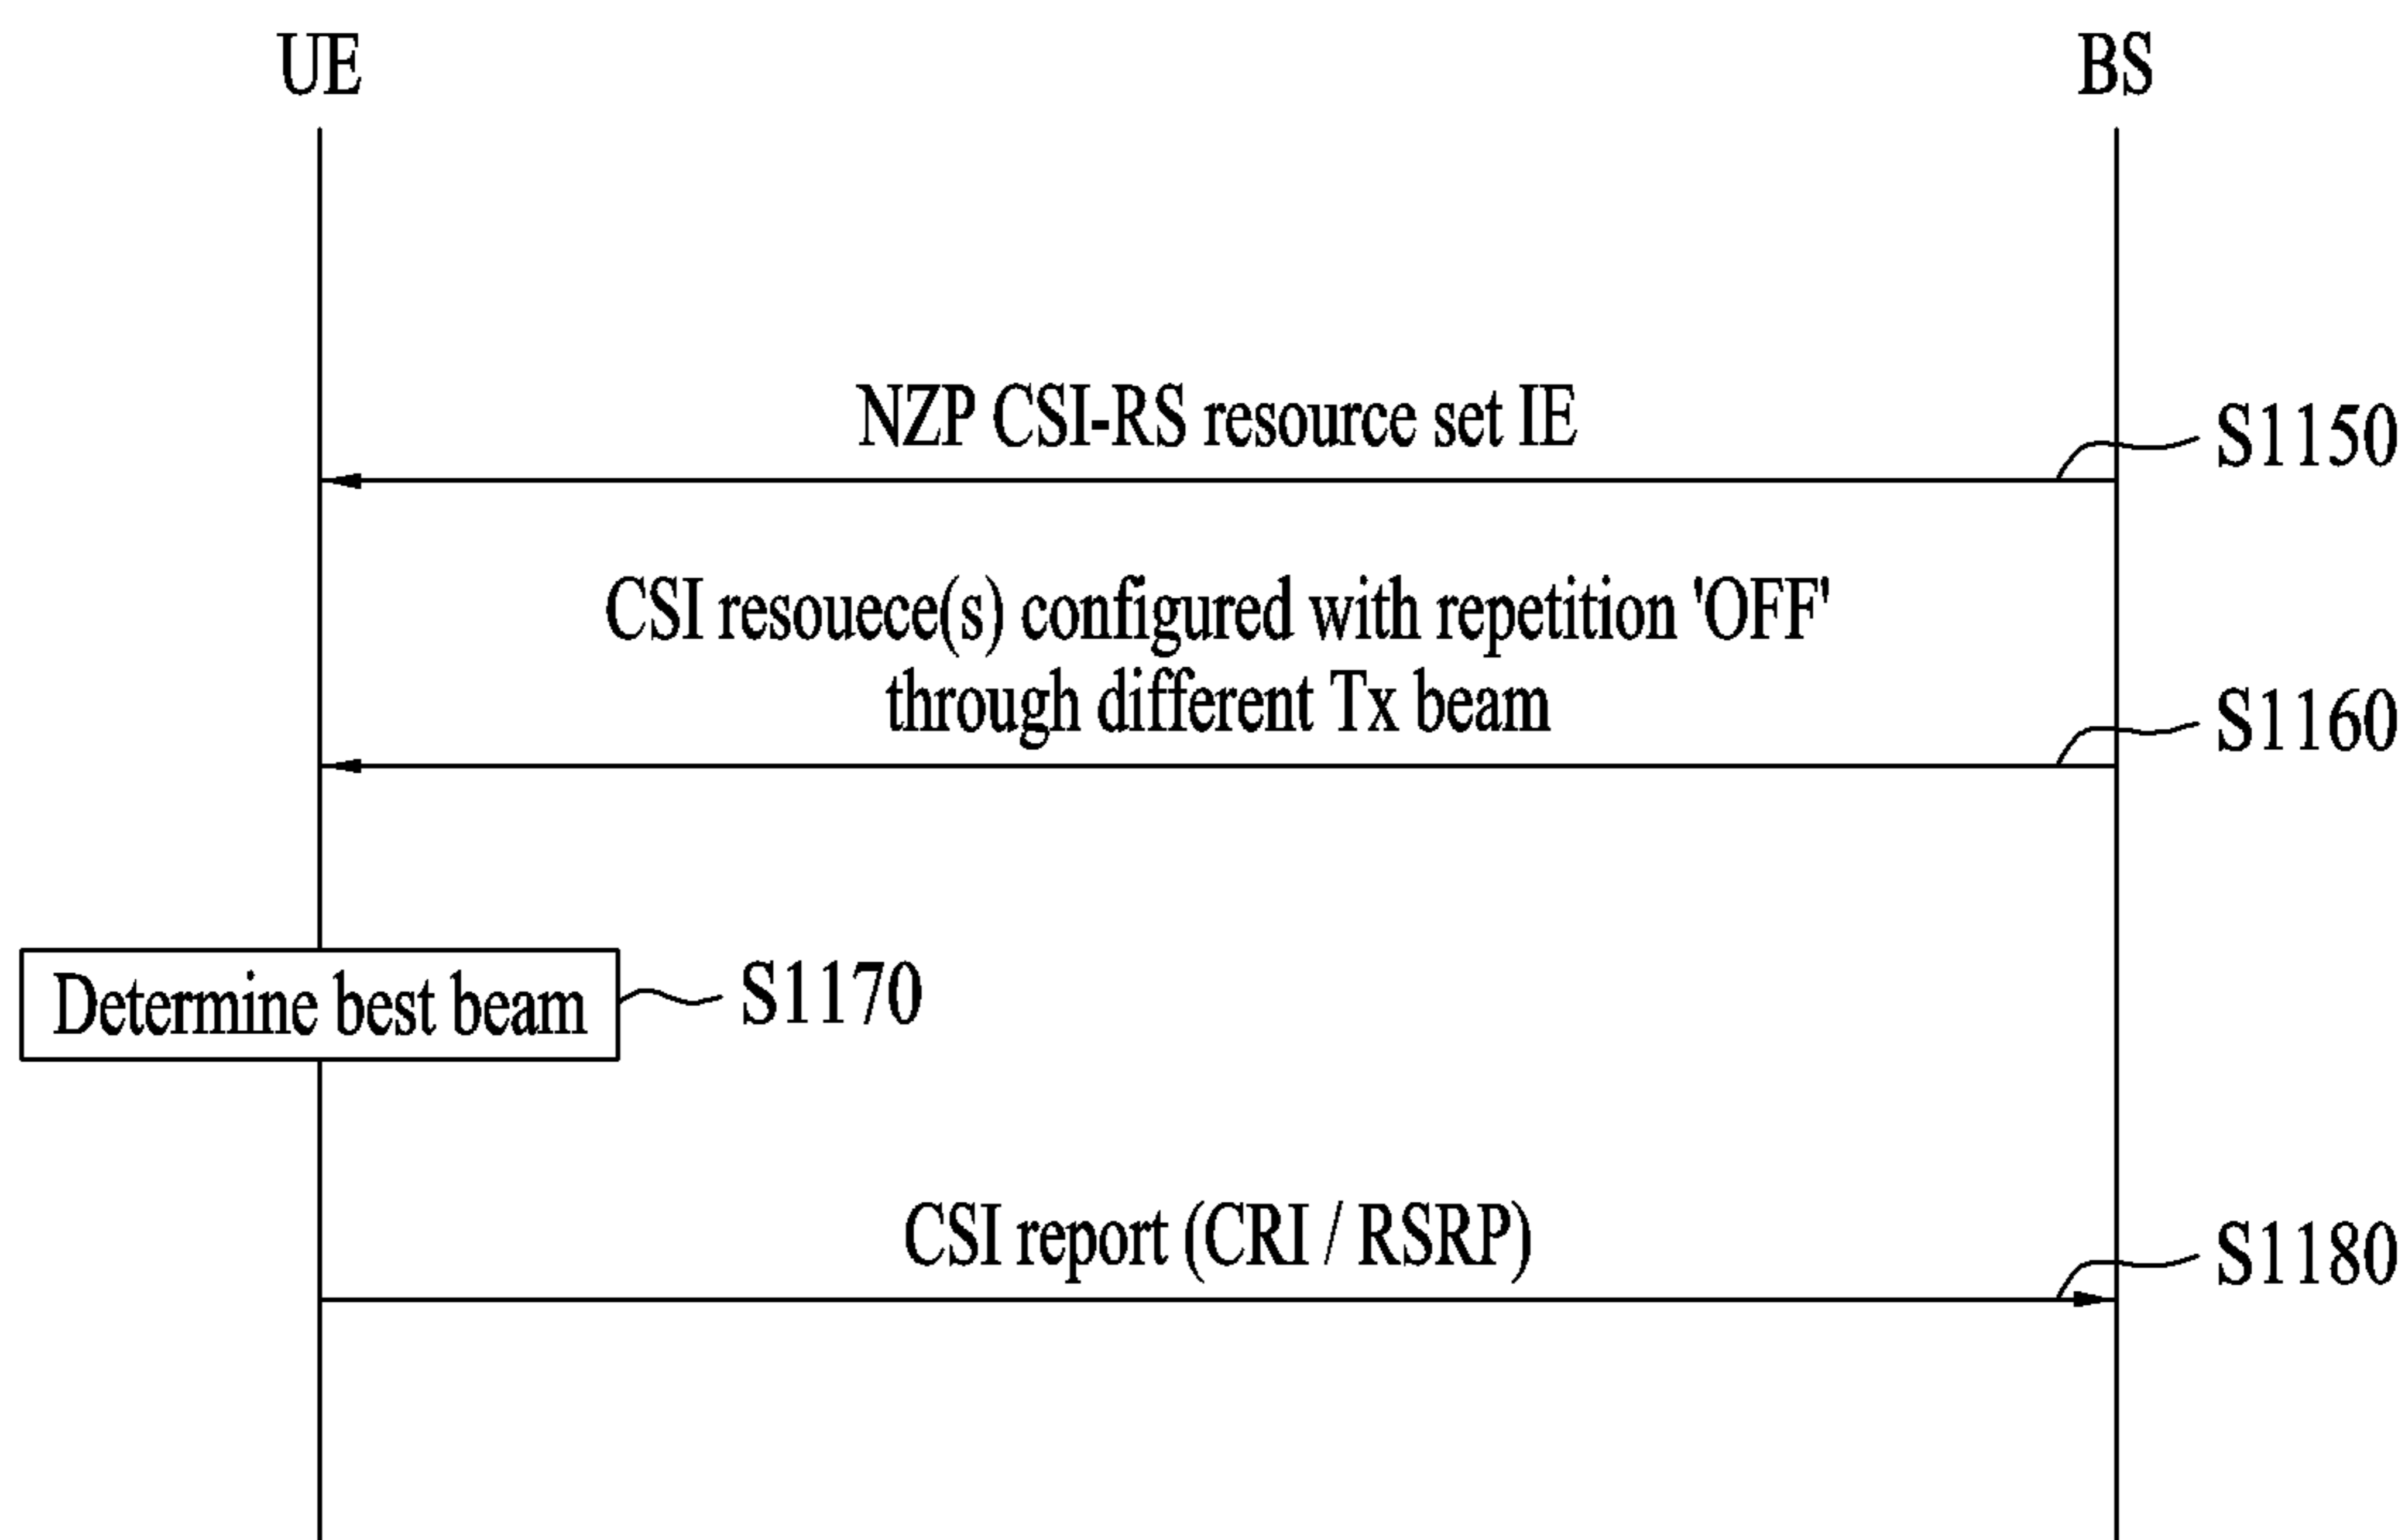 UE
BS
NZP CSI-RS resource set IE
S1150
CSI resouece(s) configured with repetition 'OFF'
through different Tx beam
S1160
Determine best beam
S1170
CSI report (CRI / RSRP)
S1180